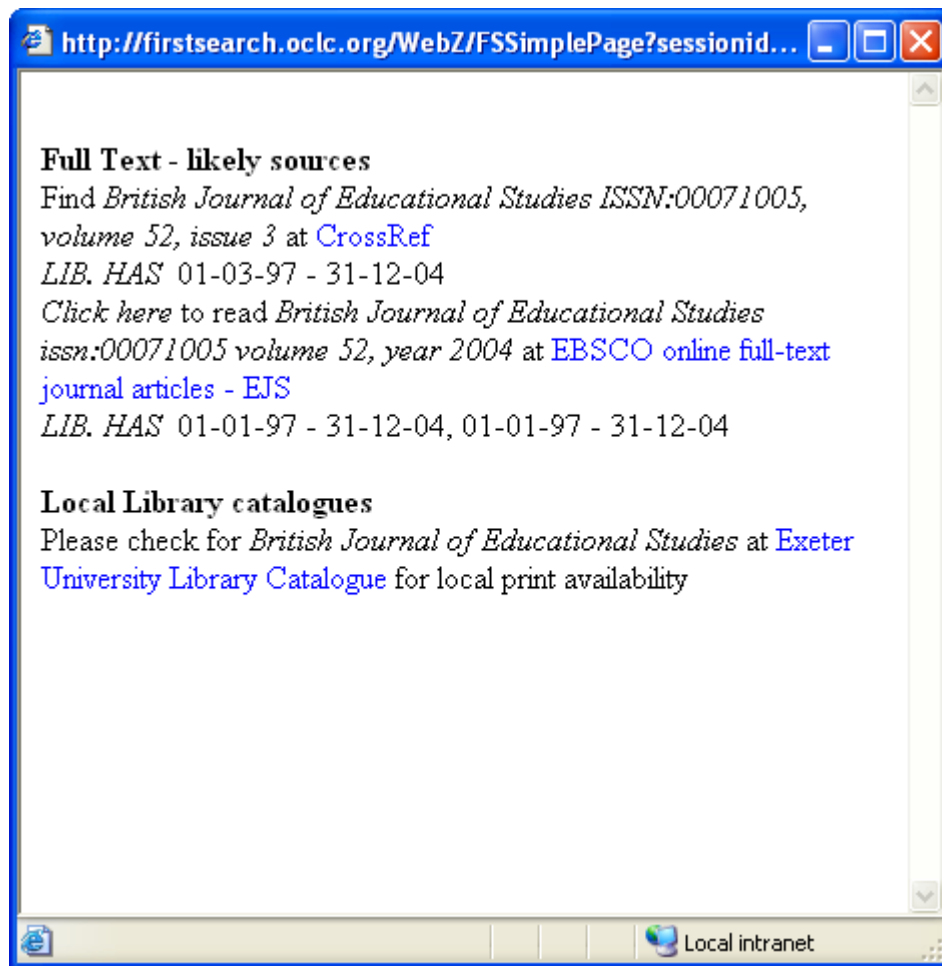 http://firstsearch.oclc.org/WebZ/FSSimplePage?sessionid...
Full Text - likely sources
Find British Journal of Educational Studies ISSN:00071005,
volume 52, issue 3 at CrossRef
LIB. HAS 01-03-97 - 31-12-04
Click here to read British Journal of Educational Studies
issn:00071005 volume 52, year 2004 at EBSCO online full-text
journal articles - EJS
LIB. HAS 01-01-97 - 31-12-04, 01-01-97 - 31-12-04
Local Library catalogues
Please check for British Journal of Educational Studies at Exeter
University Library Catalogue for local print availability
Local intranet